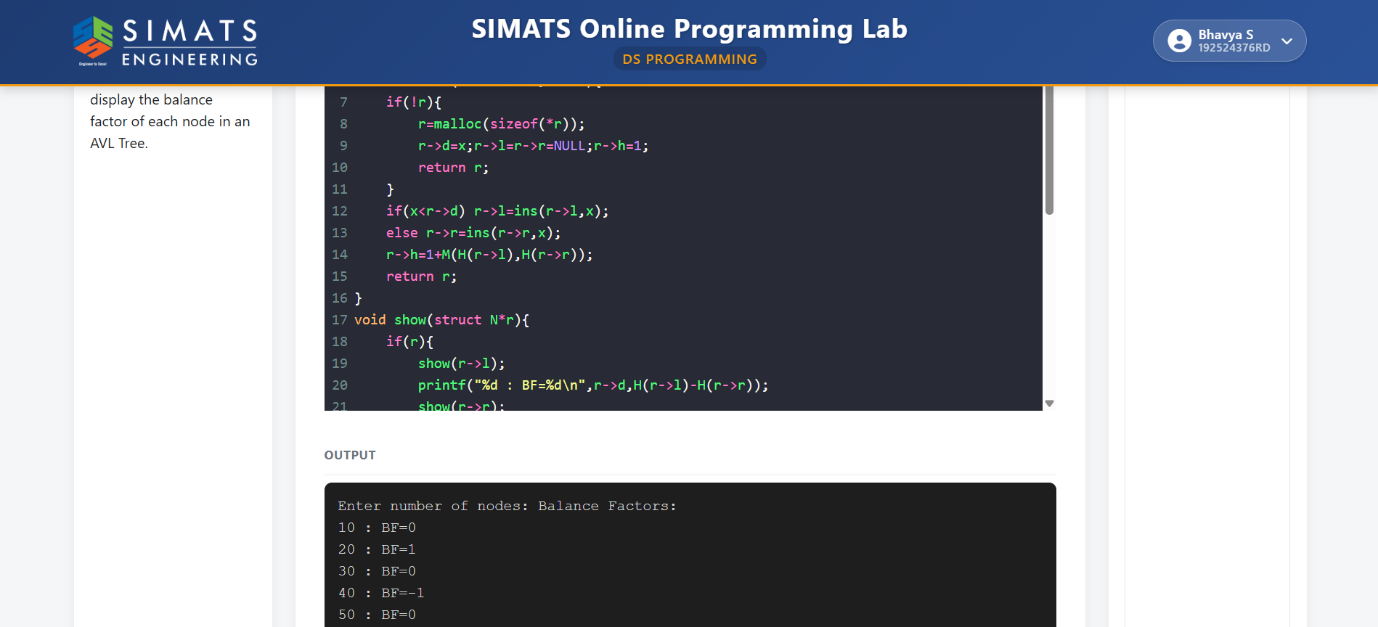 SIMATS
ENGINEERING
Engineer to Excel
SIMATS Online Programming Lab
DS PROGRAMMING
Bhavya S
192524376RD
display the balance
factor of each node in an
AVL Tree.
7     if(!r){
8         r=malloc(sizeof(*r));
9         r->d=x;r->l=r->r=NULL;r->h=1;
10         return r;
11     }
12     if(x<r->d) r->l=ins(r->l,x);
13     else r->r=ins(r->r,x);
14     r->h=1+M(H(r->l),H(r->r));
15     return r;
16 }
17 void show(struct N*r){
18     if(r){
19         show(r->l);
20         printf("%d : BF=%d\n",r->d,H(r->l)-H(r->r));
21         show(r->r);
OUTPUT
Enter number of nodes: Balance Factors:
10 : BF=0
20 : BF=1
30 : BF=0
40 : BF=-1
50 : BF=0